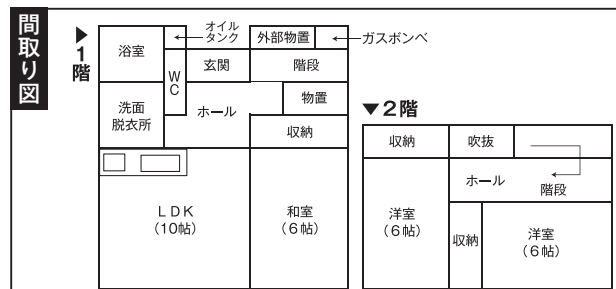 間取り図
▶1階
オイル
タンク
外部物置
ガスボンベ
浴室
WC
玄関
階段
洗面
脱衣所
ホール
物置
収納
LDK
(10帖)
和室
(6帖)
▼2階
収納
吹抜
ホール
階段
洋室
(6帖)
収納
洋室
(6帖)